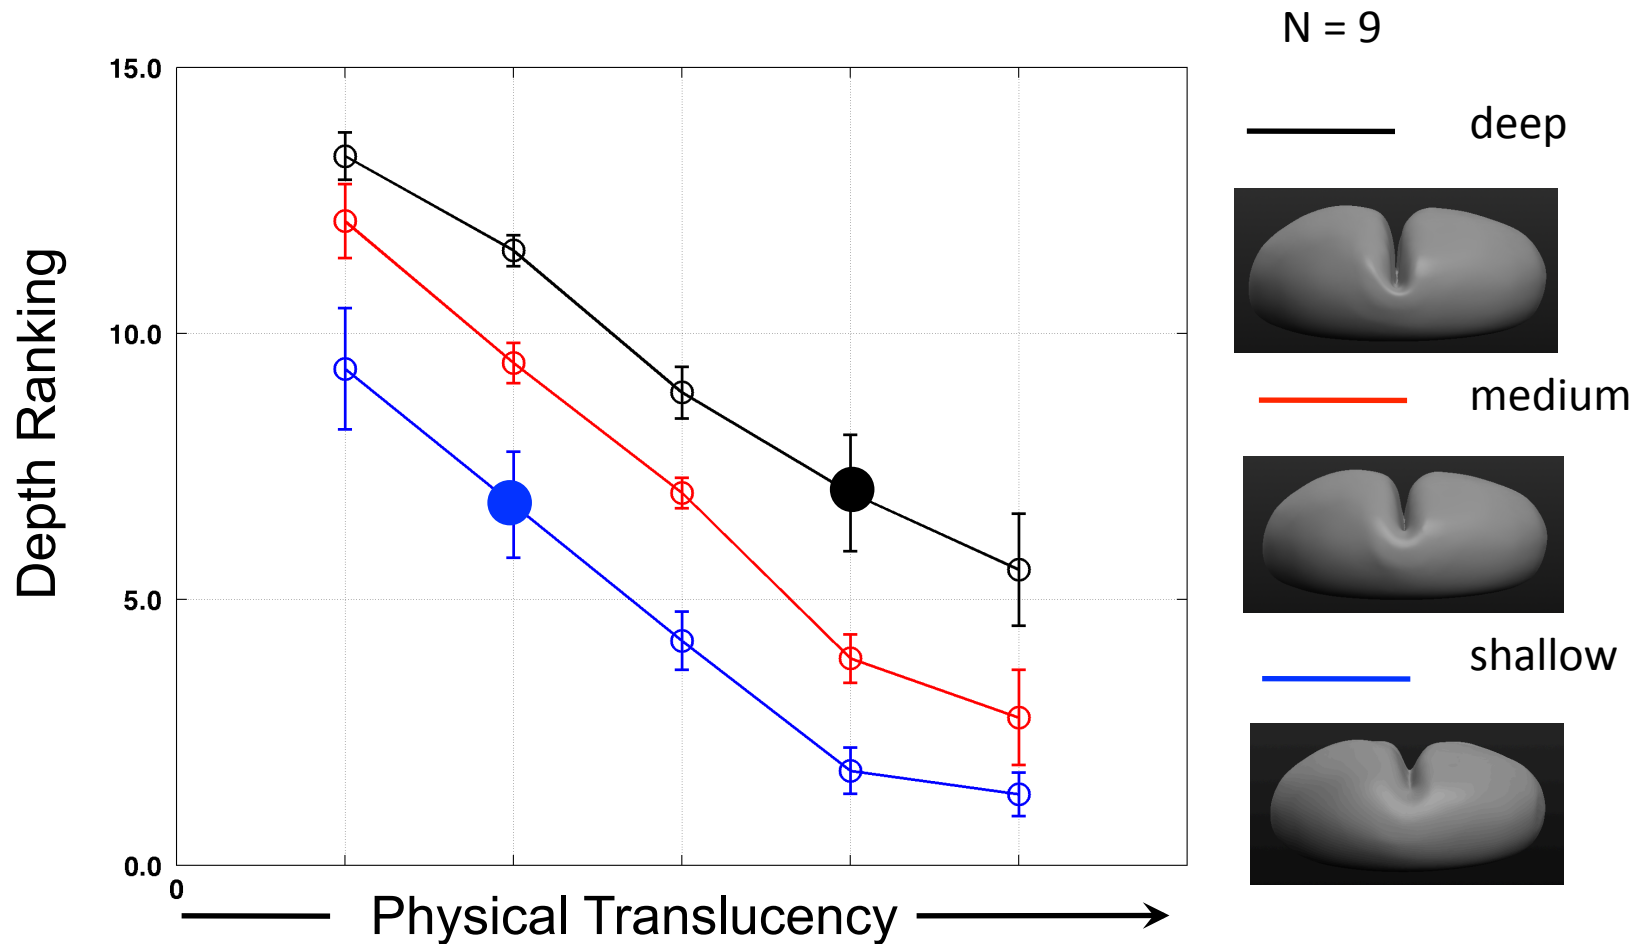 N = 9
15.0
10.0
5.0
0.0
0
Depth Ranking
Physical Translucency
deep
medium
shallow